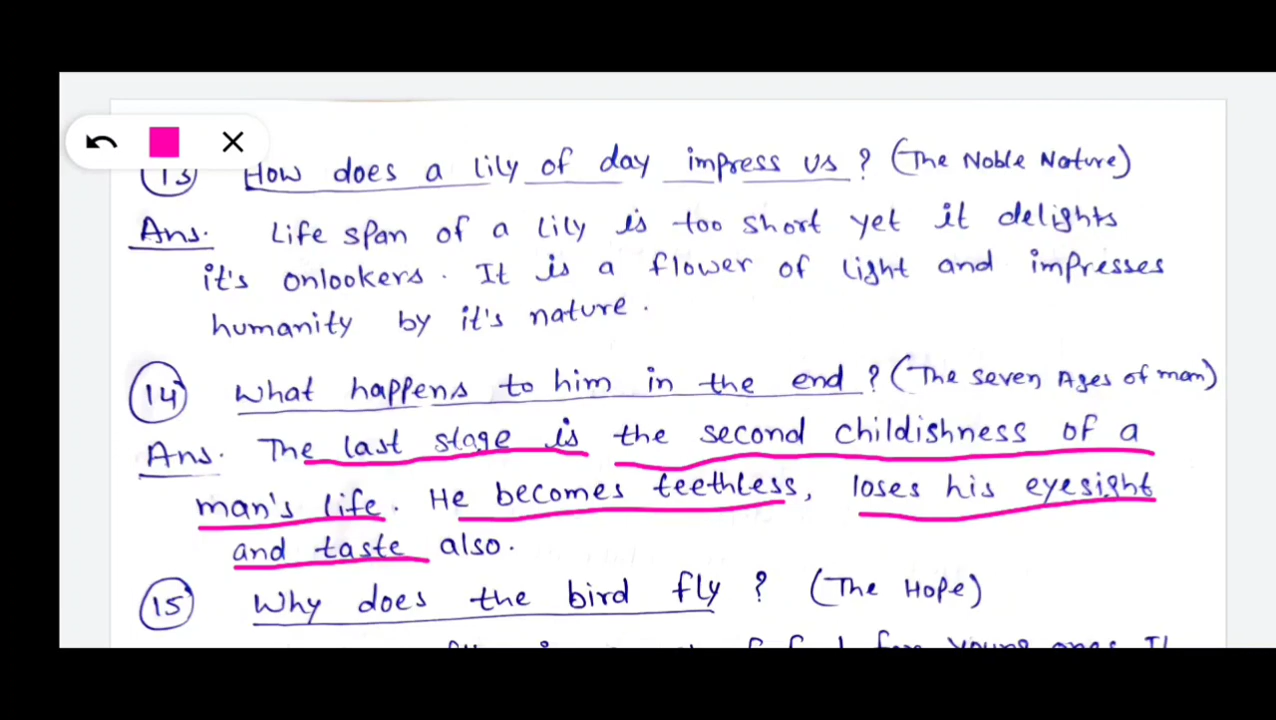 (13) How does a lily of day impress us ? (The Noble Nature)
Ans. Life span of a lily is too short yet it delights
it's onlookers. It is a flower of light and impresses
humanity by it's nature.
(14) What happens to him in the end ? (The Seven Ages of man)
Ans. The last stage is the second childishness of a
man's life. He becomes teethless, loses his eyesight
and taste also.
(15) Why does the bird fly ? (The Hope)
young ones